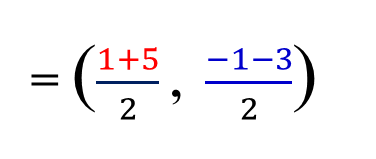 = (1+5/2 , −1−3/2)